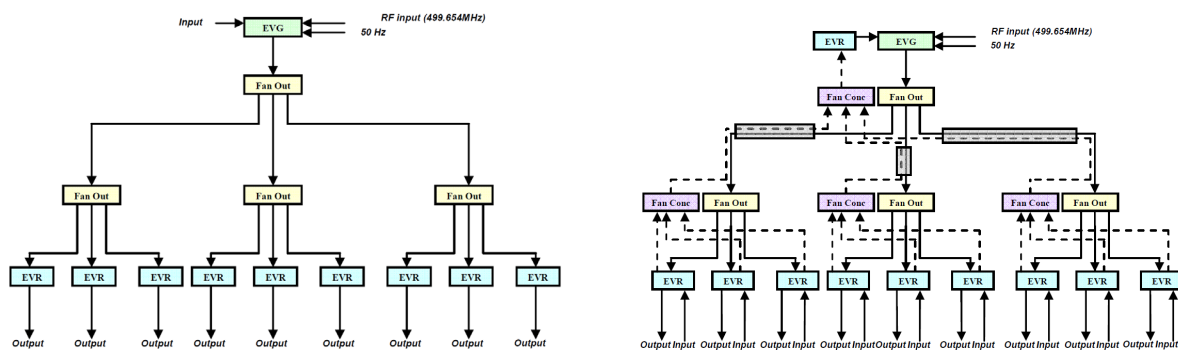 Input
EVG
RF input (499.654MHz)
50 Hz
Fan Out
Fan Out
Fan Out
Fan Out
EVR
EVR
EVR
EVR
EVR
EVR
EVR
EVR
EVR
Output
Output
Output
Output
Output
Output
Output
Output
Output
EVR
EVG
RF input (499.654MHz)
50 Hz
Fan Conc
Fan Out
Fan Conc
Fan Out
Fan Conc
Fan Out
Fan Conc
Fan Out
EVR
EVR
EVR
EVR
EVR
EVR
EVR
EVR
EVR
Output Input
Output Input
Output Input
Output Input
Output Input
Output Input
Output Input
Output Input
Output Input